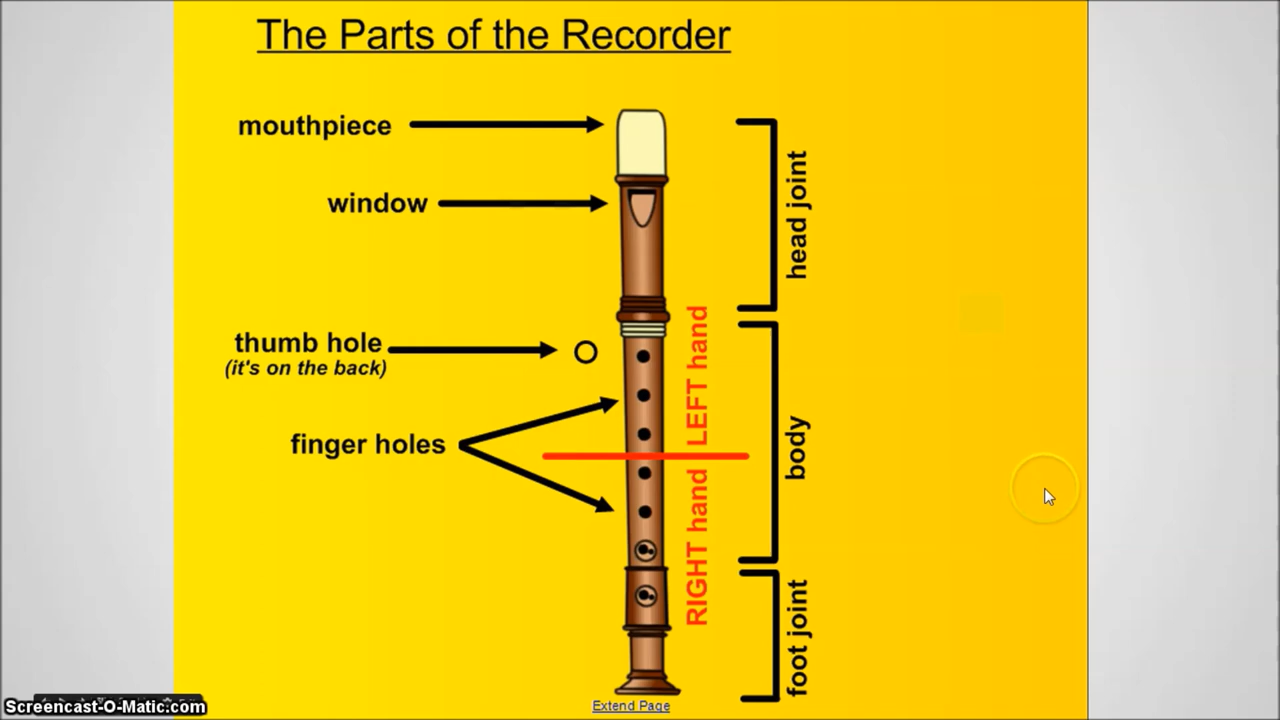 The Parts of the Recorder
mouthpiece
window
thumb hole
(it's on the back)
finger holes
LEFT hand
RIGHT hand
head joint
body
foot joint
Extend Page
Screencast-O-Matic.com